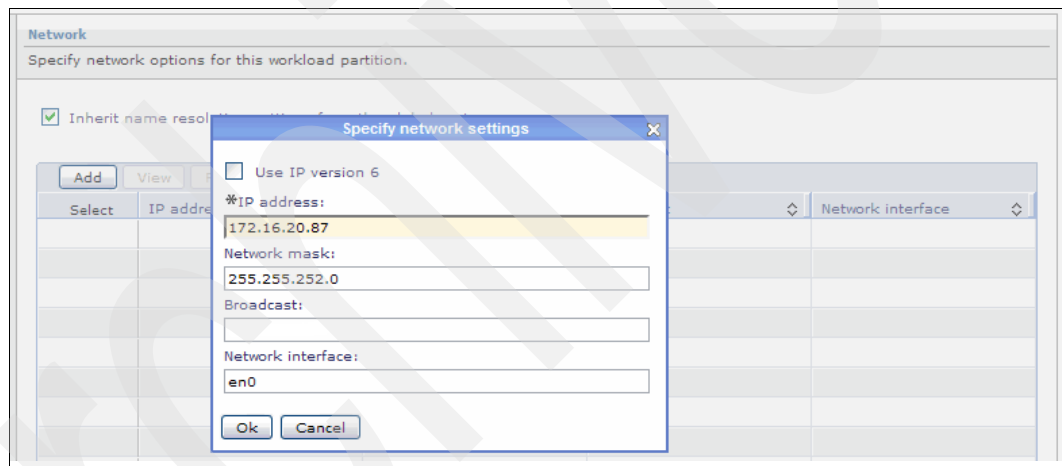 Network
Specify network options for this workload partition.
Inherit name resol
Specify network settings
Add View
Use IP version 6
Select IP addre
Network interface
*IP address:
172.16.20.87
Network mask:
255.255.252.0
Broadcast:
Network interface:
en0
Ok Cancel